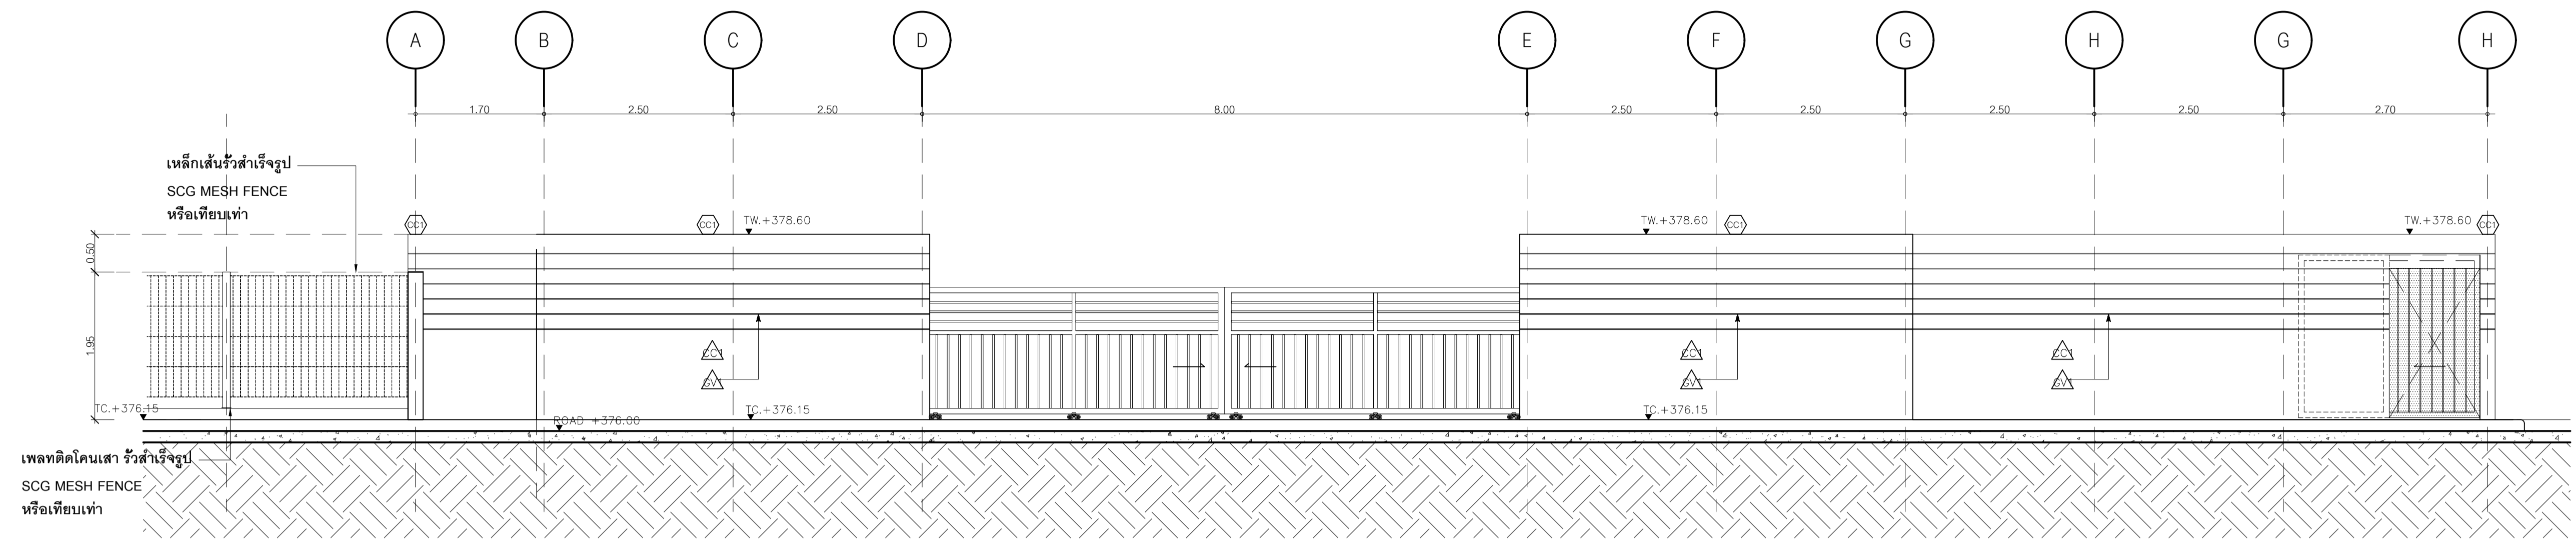 A B C D E F G H G H
1.70 2.50 2.50 8.00 2.50 2.50 2.50 2.50 2.70
เหล็กเส้นรั้วสำเร็จรูป
SCG MESH FENCE
หรือเทียบเท่า
CC1 CC1 TW.+378.60 TW.+378.60 CC1 TW.+378.60 CC1
0.50
1.95
CC1 CC1 CC1
GV1 GV1 GV1
TC.+376.15 TC.+376.15 TC.+376.15
ROAD +376.00
เพลทติดโคนเสา รั้วสำเร็จรูป
SCG MESH FENCE
หรือเทียบเท่า